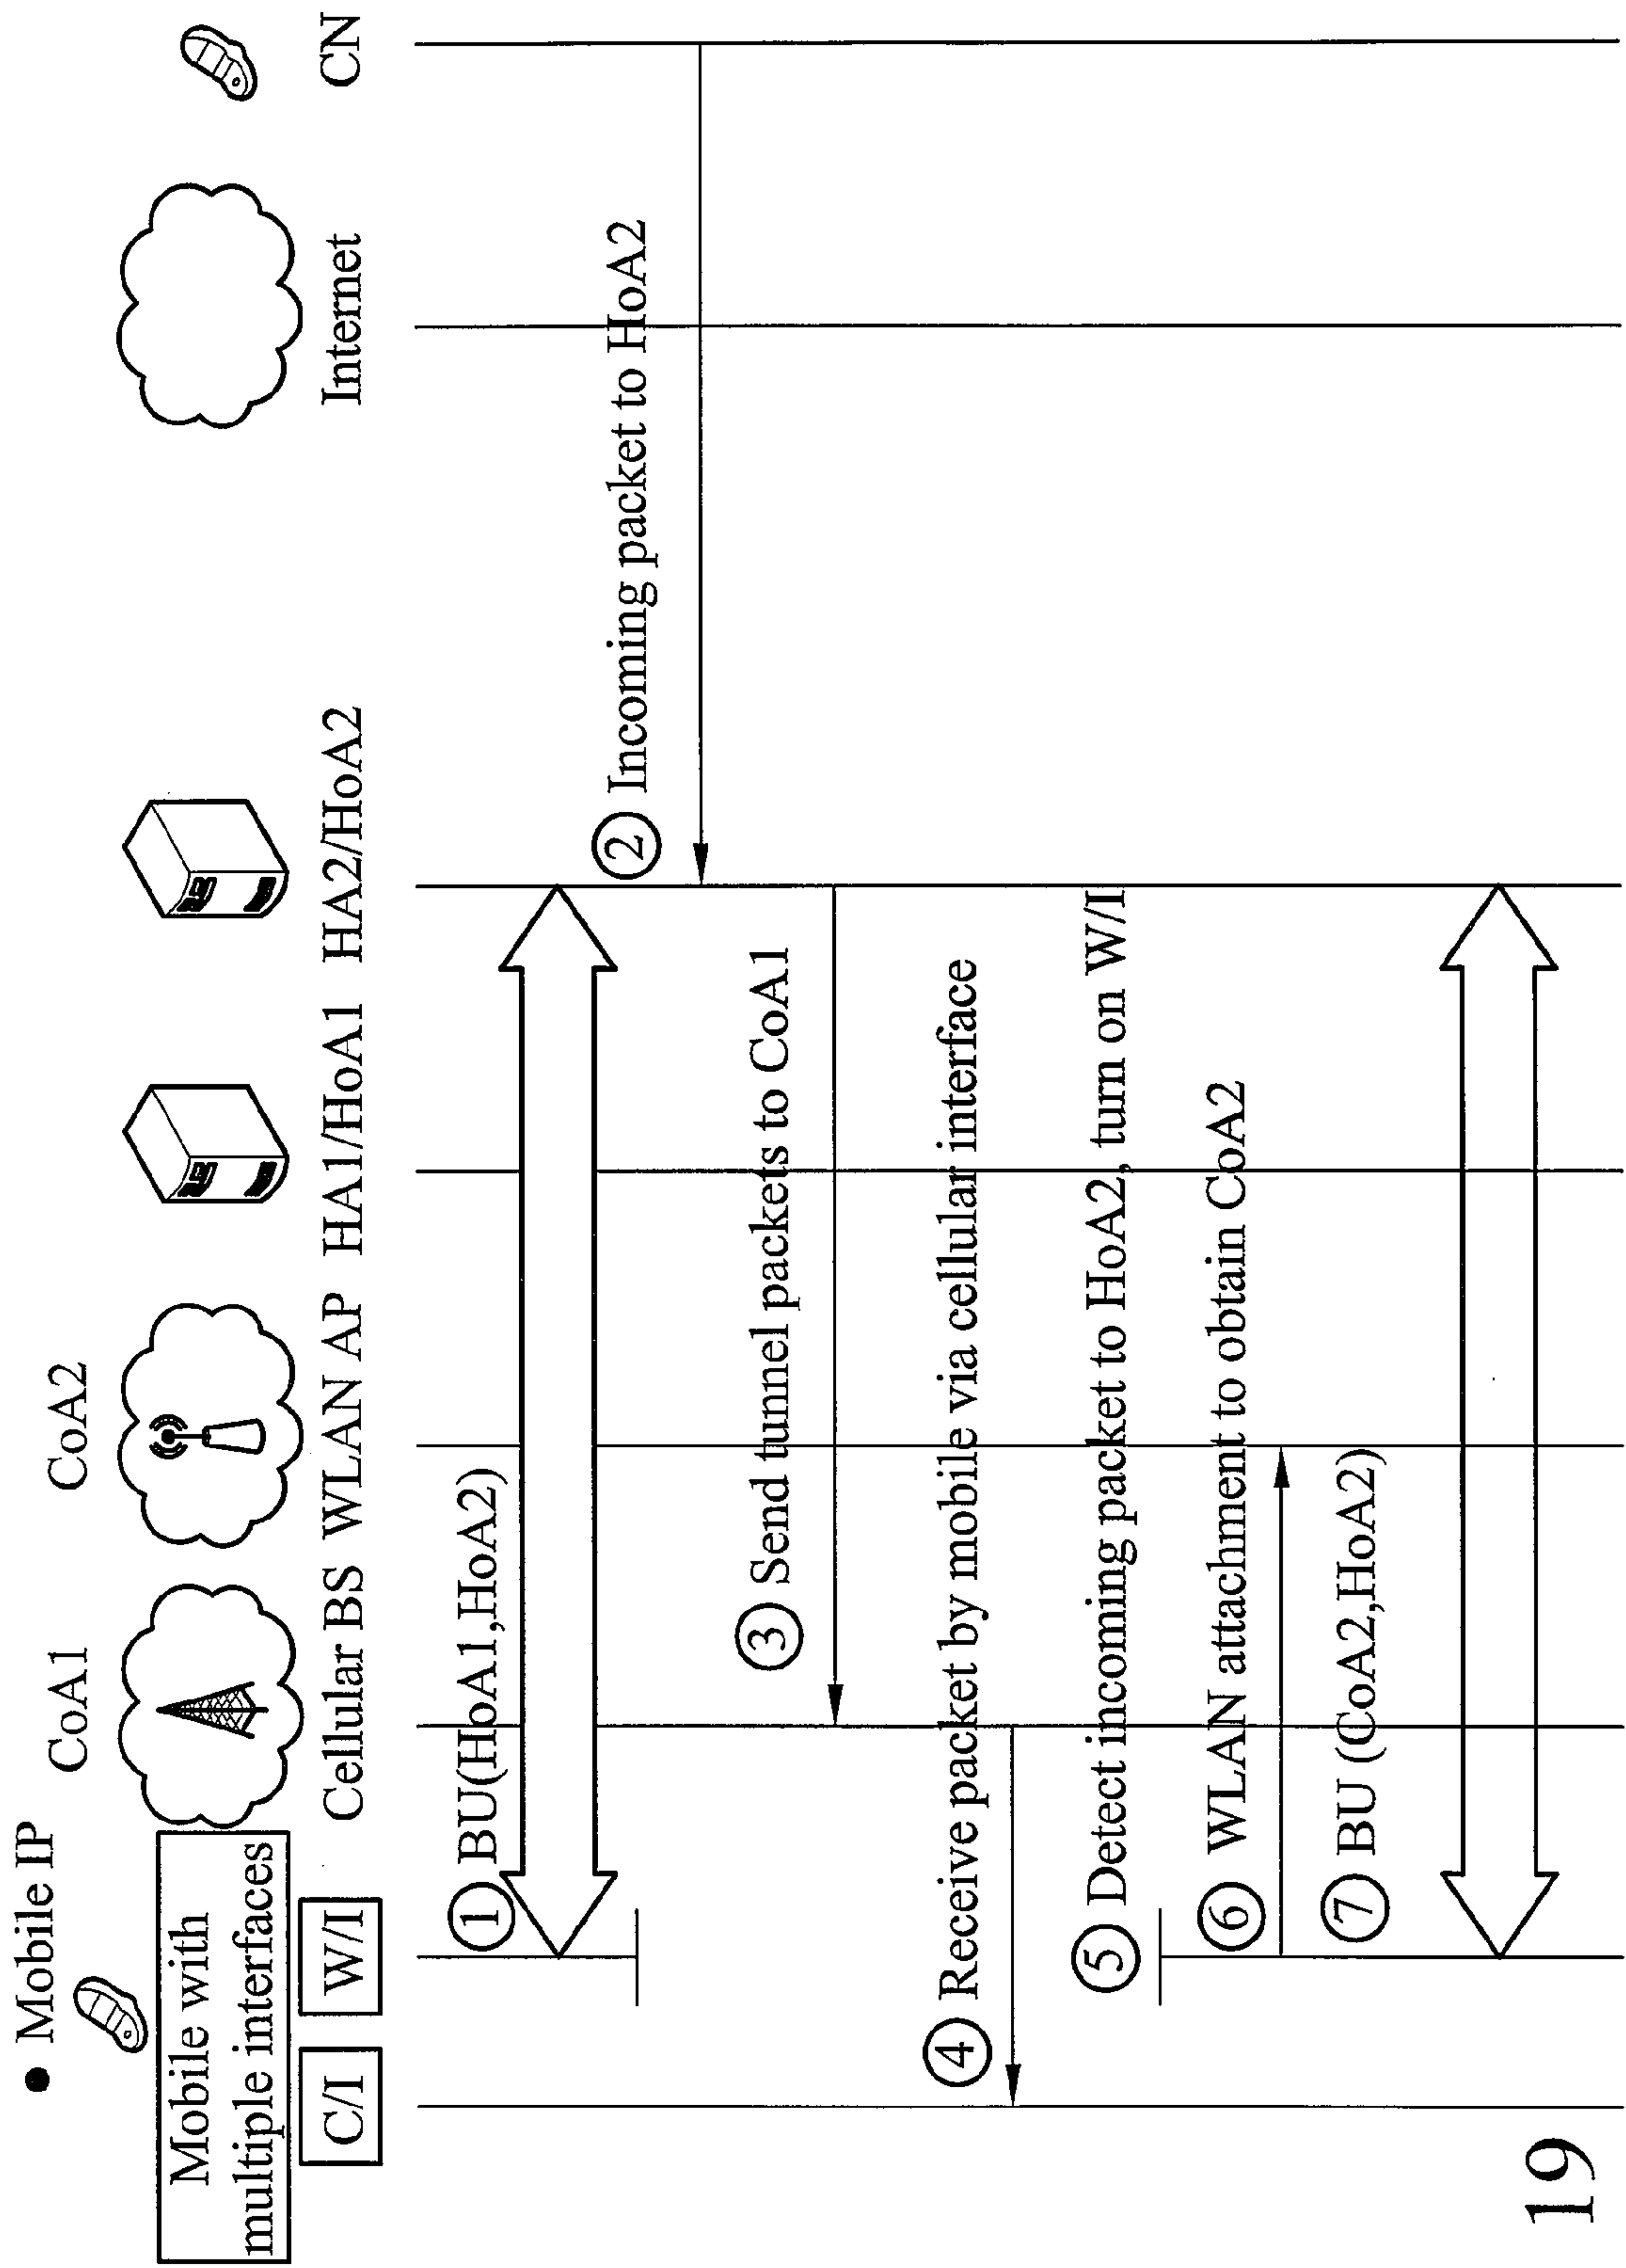 • Mobile IP
CoA1
CoA2
Mobile with
multiple interfaces
C/I
W/I
Cellular BS
WLAN AP
HA1/HoA1
HA2/HoA2
Internet
CN
1 BU(HoA1,HoA2)
2 Incoming packet to HoA2
3 Send tunnel packets to CoA1
4 Receive packet by mobile via cellular interface
5 Detect incoming packet to HoA2, turn on W/I
6 WLAN attachment to obtain CoA2
7 BU (CoA2,HoA2)
19